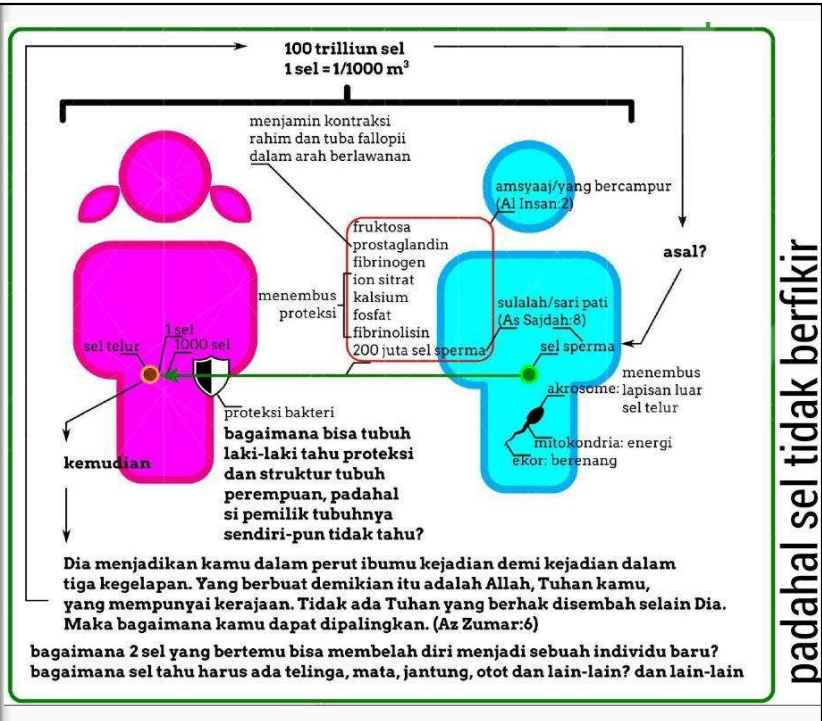 100 trilliun sel
1 sel = 1/1000 m³
menjamin kontraksi
rahim dan tuba fallopii
dalam arah berlawanan
amsyaaj/yang bercampur
(Al Insan:2)
fruktosa
prostaglandin
fibrinogen
ion sitrat
kalsium
fosfat
fibrinolisin
200 juta sel sperma
menembus
proteksi
asal?
sulalah/sari pati
(As Sajdah:8)
sel sperma
1 sel
1000 sel
sel telur
akrosome: menembus
lapisan luar
sel telur
mitokondria: energi
ekor: berenang
proteksi bakteri
bagaimana bisa tubuh
laki-laki tahu proteksi
dan struktur tubuh
perempuan, padahal
si pemilik tubuhnya
sendiri-pun tidak tahu?
kemudian
Dia menjadikan kamu dalam perut ibumu kejadian demi kejadian dalam
tiga kegelapan. Yang berbuat demikian itu adalah Allah, Tuhan kamu,
yang mempunyai kerajaan. Tidak ada Tuhan yang berhak disembah selain Dia.
Maka bagaimana kamu dapat dipalingkan. (Az Zumar:6)
bagaimana 2 sel yang bertemu bisa membelah diri menjadi sebuah individu baru?
bagaimana sel tahu harus ada telinga, mata, jantung, otot dan lain-lain? dan lain-lain
padahal sel tidak berfikir